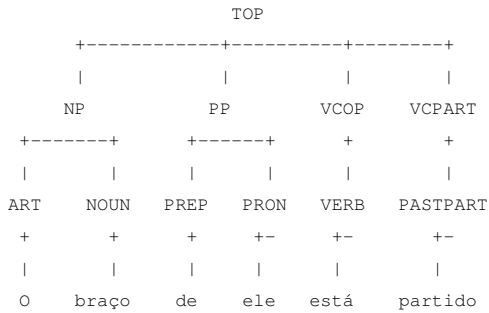 TOP
+-------------+-----------+---------+
| | | |
NP PP VCOP VCPART
+-------+ +------+ + +
| | | | | |
ART NOUN PREP PRON VERB PASTPART
+ + + +- +- +-
| | | | | |
O braço de ele está partido